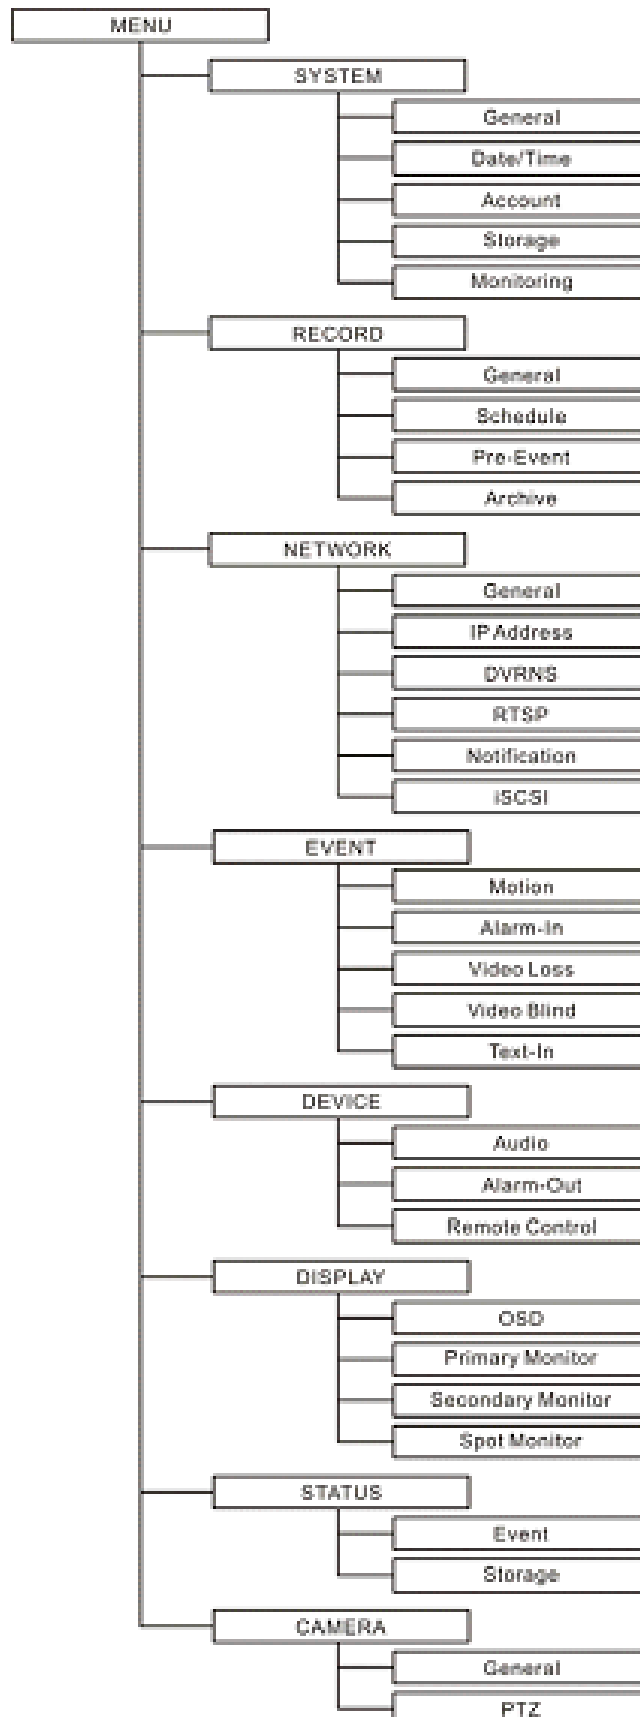 MENU
SYSTEM
General
Date/Time
Account
Storage
Monitoring
RECORD
General
Schedule
Pre-Event
Archive
NETWORK
General
IP Address
DVRNS
RTSP
Notification
iSCSI
EVENT
Motion
Alarm-In
Video Loss
Video Blind
Text-In
DEVICE
Audio
Alarm-Out
Remote Control
DISPLAY
OSD
Primary Monitor
Secondary Monitor
Spot Monitor
STATUS
Event
Storage
CAMERA
General
PTZ